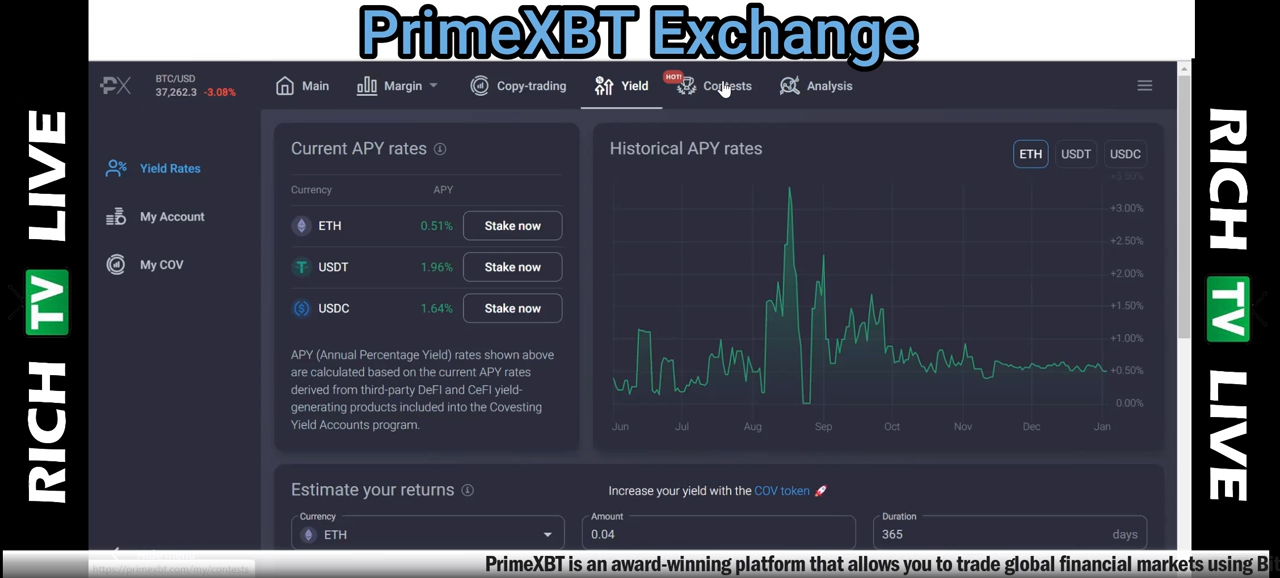 PrimeXBT Exchange
BTC/USD
37,262.3 -3.08%
Main
Margin
Copy-trading
Yield
HOT!
Contests
Analysis
Yield Rates
My Account
My COV
Current APY rates
Currency APY
ETH 0.51% Stake now
USDT 1.96% Stake now
USDC 1.64% Stake now
APY (Annual Percentage Yield) rates shown above
are calculated based on the current APY rates
derived from third-party DeFI and CeFI yield-
generating products included into the Covesting
Yield Accounts program.
Historical APY rates
ETH USDT USDC
+3.50%
+3.00%
+2.50%
+2.00%
+1.50%
+1.00%
+0.50%
0.00%
Jun Jul Aug Sep Oct Nov Dec Jan
Estimate your returns
Increase your yield with the COV token 🚀
Currency
ETH
Amount
0.04
Duration
365 days
https://primexbt.com/my/contests
PrimeXBT is an award-winning platform that allows you to trade global financial markets using B
RICH TV LIVE
RICH TV LIVE